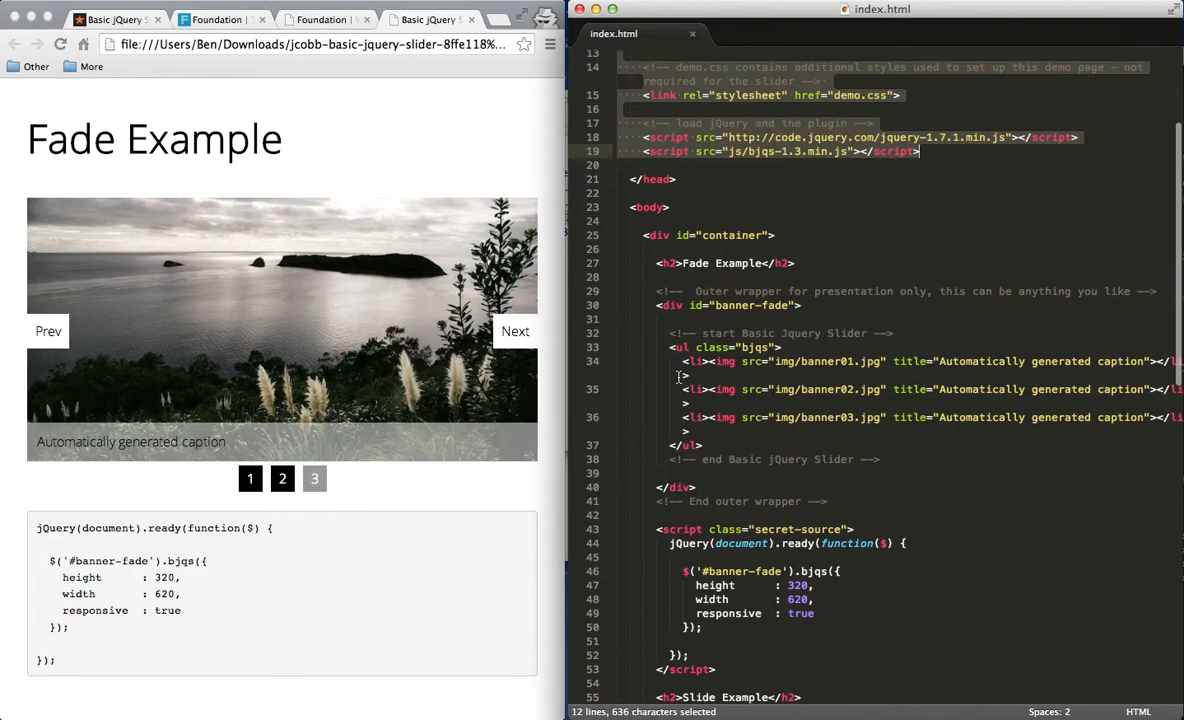 Basic jQuery S
Foundation | T
Foundation | V
Basic jQuery S
file:///Users/Ben/Downloads/jcobb-basic-jquery-slider-8ffe118%...
Other
More
Fade Example
Prev
Next
Automatically generated caption
1
2
3
jQuery(document).ready(function($) {
$('#banner-fade').bjqs({
height : 320,
width : 620,
responsive : true
});
});
index.html
index.html
13
14 <!-- demo.css contains additional styles used to set up this demo page - not
required for the slider -->
15 <link rel="stylesheet" href="demo.css">
16
17 <!-- load jQuery and the plugin -->
18 <script src="http://code.jquery.com/jquery-1.7.1.min.js"></script>
19 <script src="js/bjqs-1.3.min.js"></script>
20
21 </head>
22
23 <body>
24
25 <div id="container">
26
27 <h2>Fade Example</h2>
28
29 <!-- Outer wrapper for presentation only, this can be anything you like -->
30 <div id="banner-fade">
31
32 <!-- start Basic Jquery Slider -->
33 <ul class="bjqs">
34 <li><img src="img/banner01.jpg" title="Automatically generated caption"></li
>
35 <li><img src="img/banner02.jpg" title="Automatically generated caption"></li
>
36 <li><img src="img/banner03.jpg" title="Automatically generated caption"></li
>
37 </ul>
38 <!-- end Basic jQuery Slider -->
39
40 </div>
41 <!-- End outer wrapper -->
42
43 <script class="secret-source">
44 jQuery(document).ready(function($) {
45
46 $('#banner-fade').bjqs({
47 height : 320,
48 width : 620,
49 responsive : true
50 });
51
52 });
53 </script>
54
55 <h2>Slide Example</h2>
12 lines, 636 characters selected
Spaces: 2
HTML